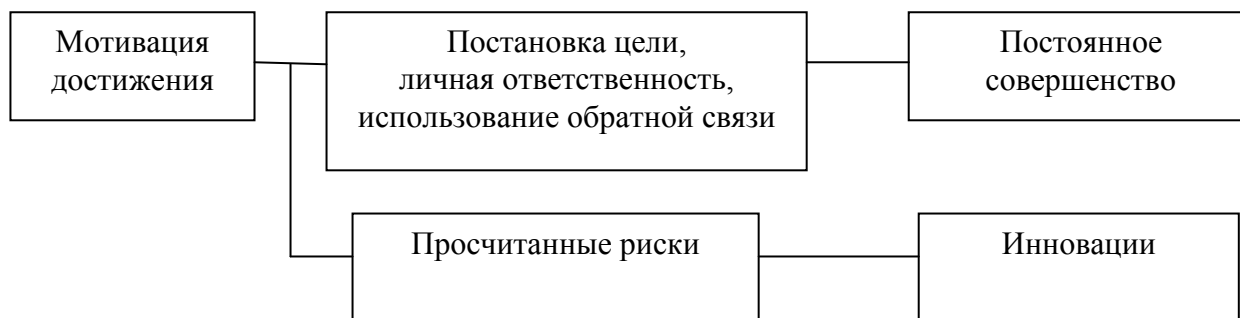 Мотивация
достижения
Постановка цели,
личная ответственность,
использование обратной связи
Постоянное
совершенство
Просчитанные риски
Инновации